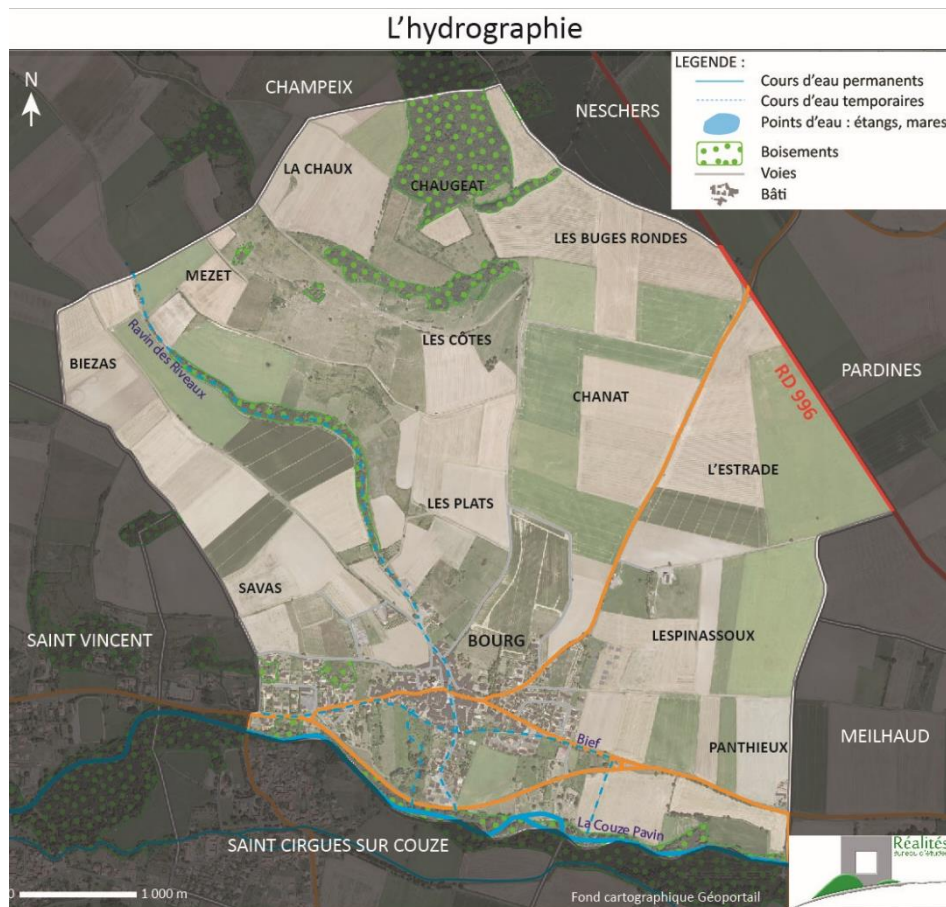 L'hydrographie
N
CHAMPEIX
NESCHERS
LEGENDE :
Cours d'eau permanents
Cours d'eau temporaires
Points d'eau : étangs, mares
Boisements
Voies
Bâti
LA CHAUX
CHAUGEAT
LES BUGES RONDES
MEZET
BIEZAS
Ravin des Riveaux
LES CÔTES
CHANAT
PARDINES
RD 996
L'ESTRADE
LES PLATS
SAVAS
SAINT VINCENT
BOURG
LESPINASSOUX
Bief
PANTHIEUX
MEILHAUD
La Couze Pavin
SAINT CIRGUES SUR COUZE
Réalités
Bureau d'études
0 1 000 m
Fond cartographique Géoportail